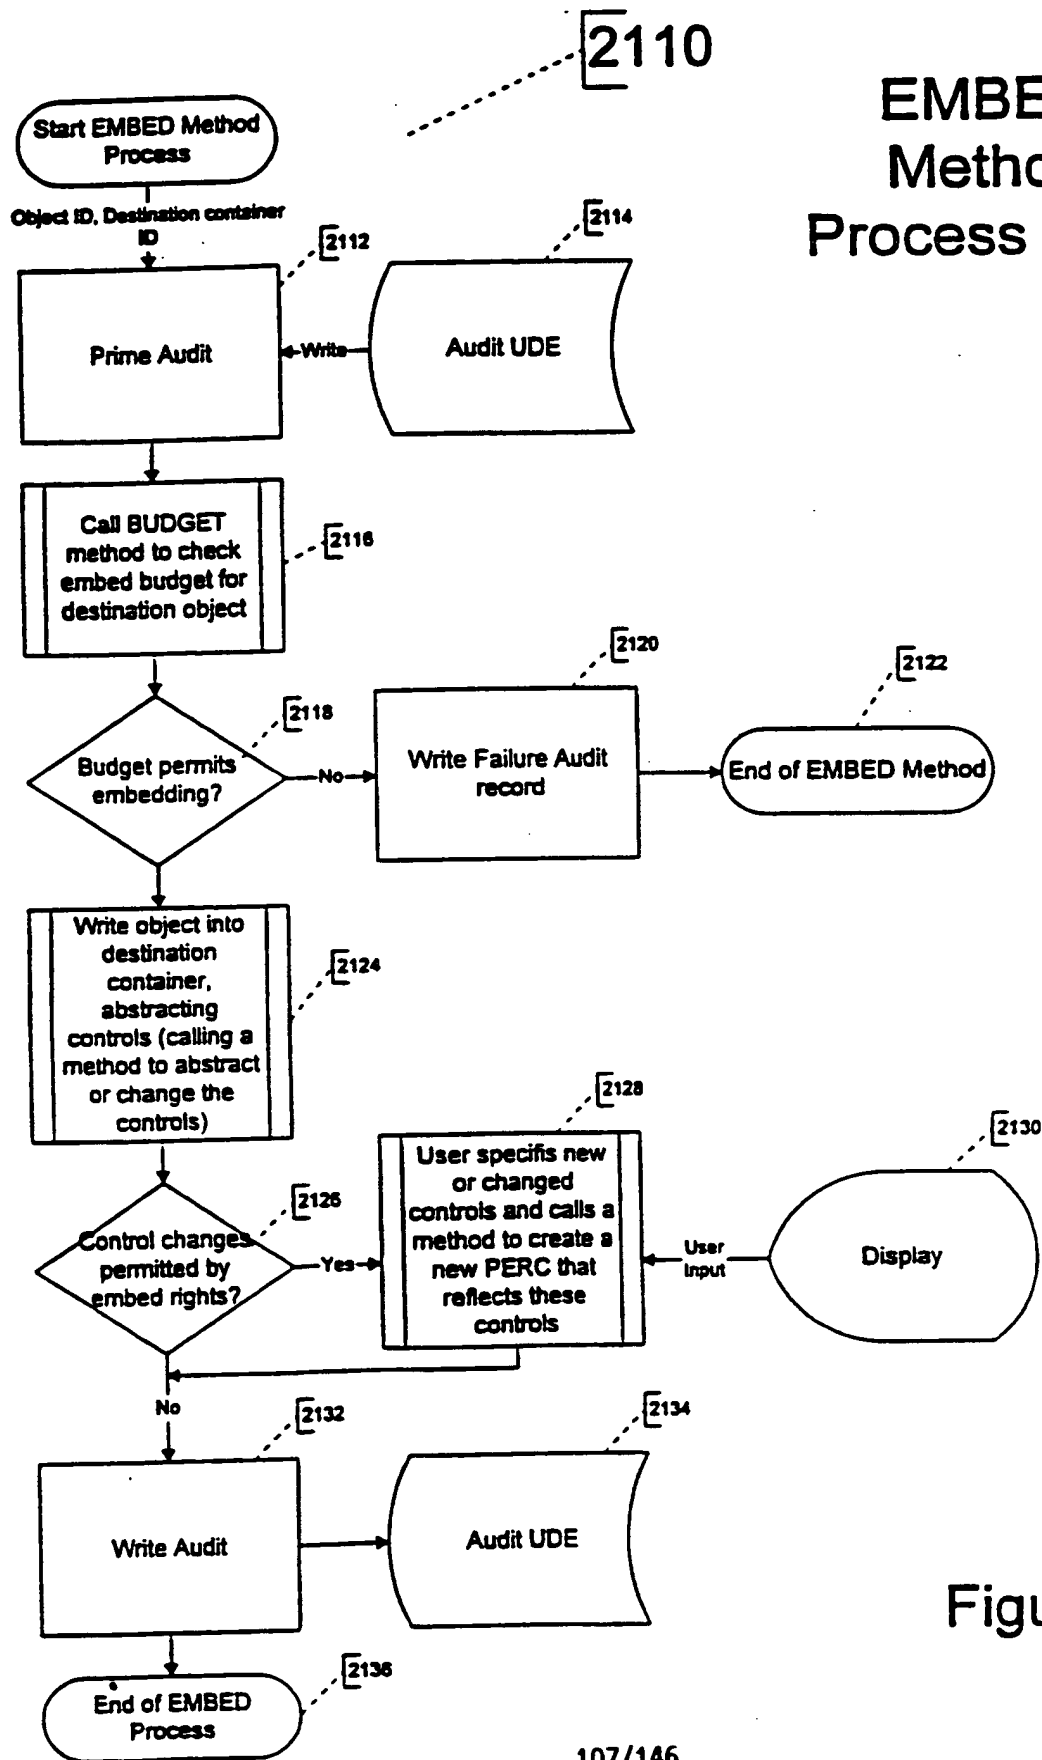 2110
EMBE
Metho
Process
Start EMBED Method
Process
Object ID, Destination container
ID
2112
2114
Prime Audit
Write
Audit UDE
Call BUDGET
method to check
embed budget for
destination object
2116
2118
2120
2122
Budget permits
embedding?
No
Write Failure Audit
record
End of EMBED Method
Write object into
destination
container,
abstracting
controls (calling a
method to abstract
or change the
controls)
2124
2126
2128
2130
Control changes
permitted by
embed rights?
Yes
User specifis new
or changed
controls and calls a
method to create a
new PERC that
reflects these
controls
User
Input
Display
No
2132
2134
Write Audit
Audit UDE
Figu
2136
End of EMBED
Process
107/146